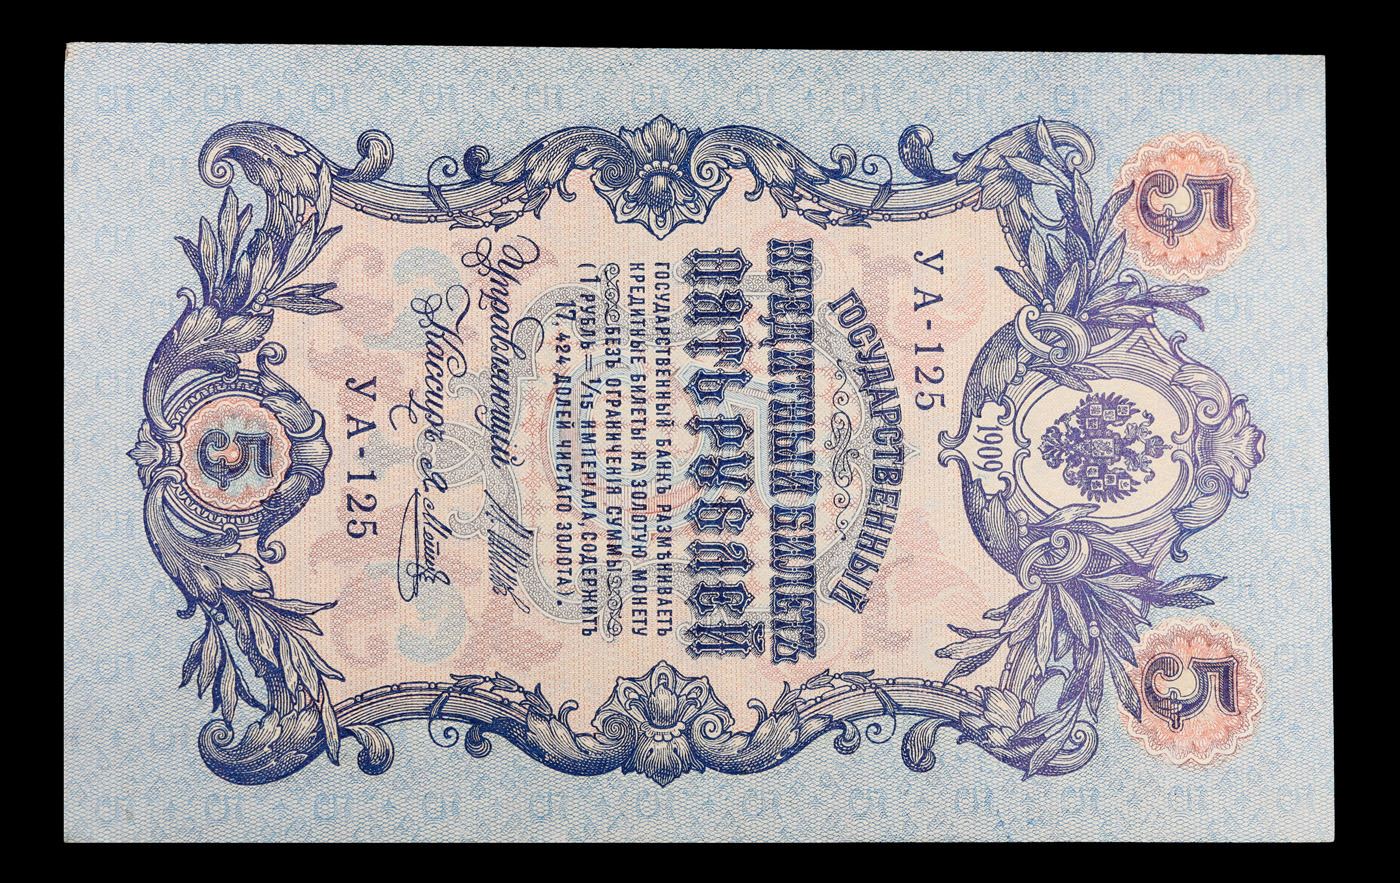 5 5
1909
УА-125
ГОСУДАРСТВЕННЫЙ
КРЕДИТНЫЙ БИЛЕТЪ
ПЯТЬ РУБЛЕЙ
ГОСУДАРСТВЕННЫЙ БАНКЪ РАЗМѢНИВАЕТЪ
КРЕДИТНЫЕ БИЛЕТЫ НА ЗОЛОТУЮ МОНЕТУ
БЕЗЪ ОГРАНИЧЕНІЯ СУММЫ
(1 РУБЛЬ = 1/15 ИМПЕРІАЛА, СОДЕРЖИТЪ
17,424 ДОЛЕЙ ЧИСТАГО ЗОЛОТА).
Управляющій
Кассиръ
УА-125
5